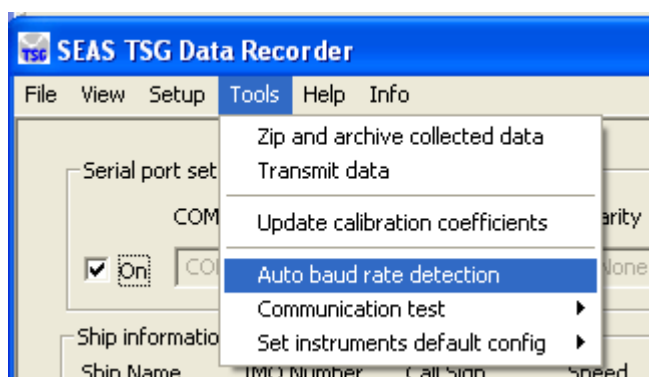 TSG SEAS TSG Data Recorder
File View Setup Tools Help Info
Zip and archive collected data
Serial port set
Transmit data
COM
Update calibration coefficients
arity
On
COM
Auto baud rate detection
None
Communication test
Ship informatio
Set instruments default config
Ship Name IMO Number Call Sign Speed